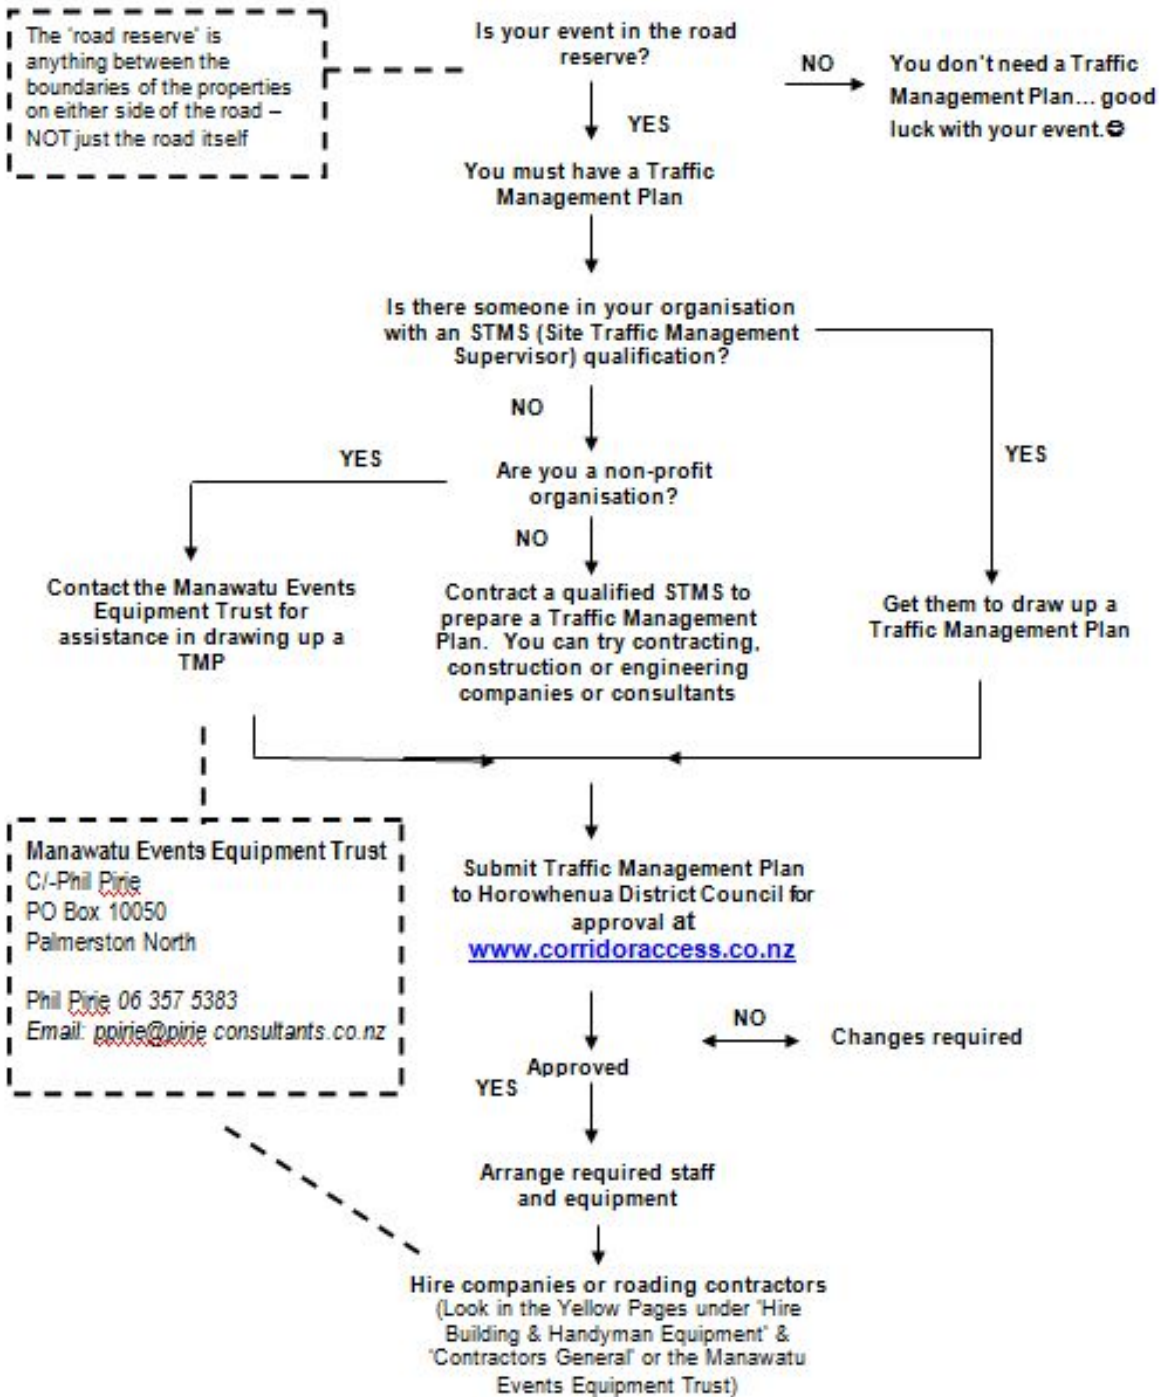 The 'road reserve' is
anything between the
boundaries of the properties
on either side of the road –
NOT just the road itself
Is your event in the road
reserve?
NO
You don't need a Traffic
Management Plan... good
luck with your event.😊
YES
You must have a Traffic
Management Plan
Is there someone in your organisation
with an STMS (Site Traffic Management
Supervisor) qualification?
NO
YES
YES
Are you a non-profit
organisation?
NO
Contact the Manawatu Events
Equipment Trust for
assistance in drawing up a
TMP
Contract a qualified STMS to
prepare a Traffic Management
Plan. You can try contracting,
construction or engineering
companies or consultants
Get them to draw up a
Traffic Management Plan
Manawatu Events Equipment Trust
C/-Phil Pirie
PO Box 10050
Palmerston North
Phil Pirie 06 357 5383
Email: ppirie@pirie consultants.co.nz
Submit Traffic Management Plan
to Horowhenua District Council for
approval at
www.corridoraccess.co.nz
NO
Changes required
Approved
YES
Arrange required staff
and equipment
Hire companies or roading contractors
(Look in the Yellow Pages under 'Hire
Building & Handyman Equipment' &
'Contractors General' or the Manawatu
Events Equipment Trust)